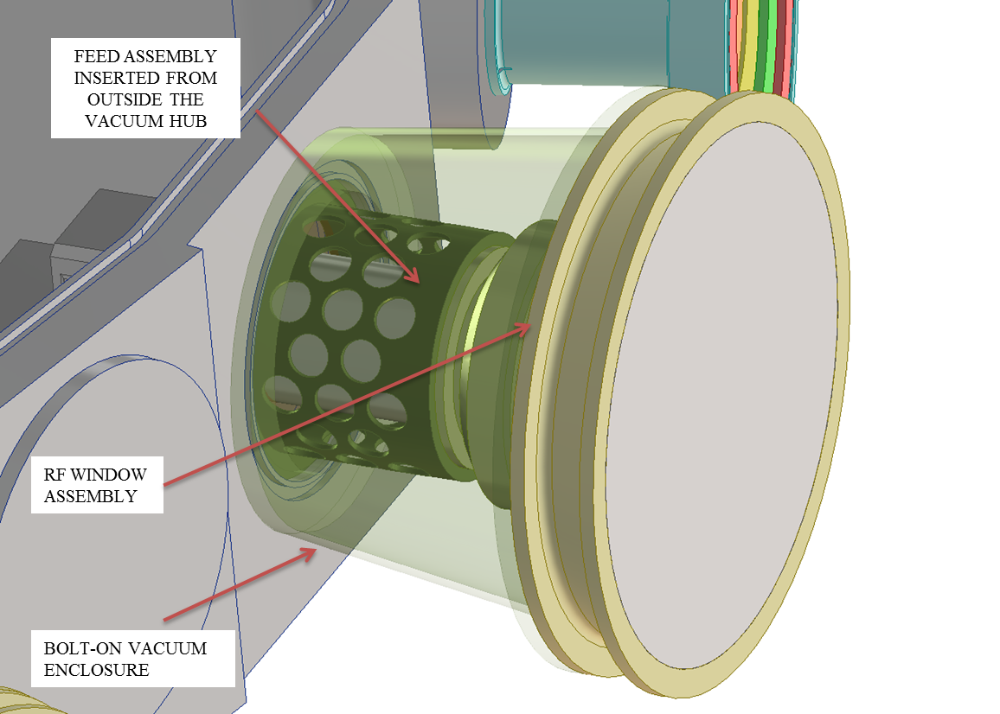 FEED ASSEMBLY
INSERTED FROM
OUTSIDE THE
VACUUM HUB
RF WINDOW
ASSEMBLY
BOLT-ON VACUUM
ENCLOSURE